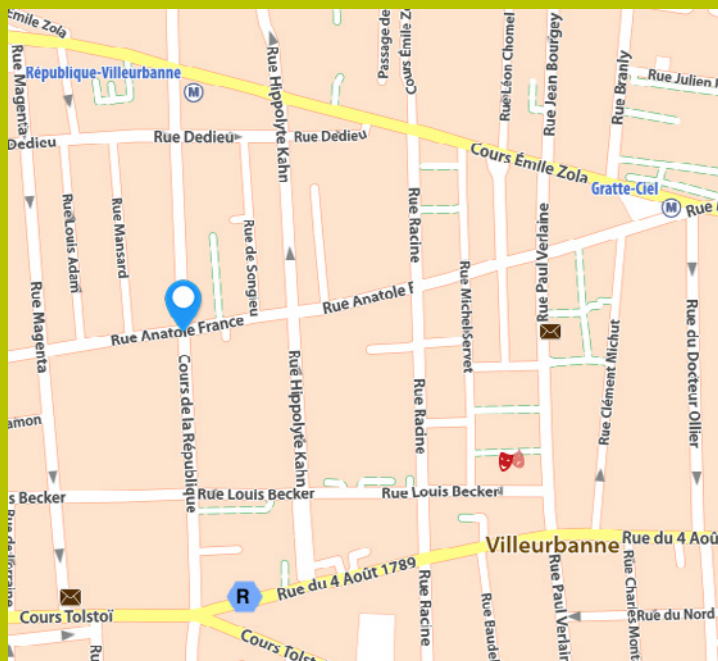 Émile Zola
Rue Magenta
République-Villeurbanne
M
Rue Hippolyte Kahn
Passage de
Cours Émile Zo
Rue Léon Chomel
Rue Jean Bourgey
Rue Branly
Rue Julien
Dedieu
Rue Dedieu
Rue Dedieu
Cours Émile Zola
Gratte-Ciel
M
Rue
Rue Louis Adam
Rue Mansard
Rue de Songieu
Rue Racine
Rue Michel Servet
Rue Paul Verlaine
Rue Magenta
Rue Anatole France
Rue Anatole F
Cours de la République
Rue Hippolyte Kahn
Rue Racine
Rue Clément Michut
Rue du Docteur Ollier
amon
s Becker
Rue Louis Becker
Rue Louis Becker
Villeurbanne
Rue du 4 Août
Rue du 4 Août 1789
R
Cours Tolstoï
Cours Tolst
Rue
Rue Racine
Rue Baudel
Rue Paul Verlain
Rue Charles Mont
Rue du Nord